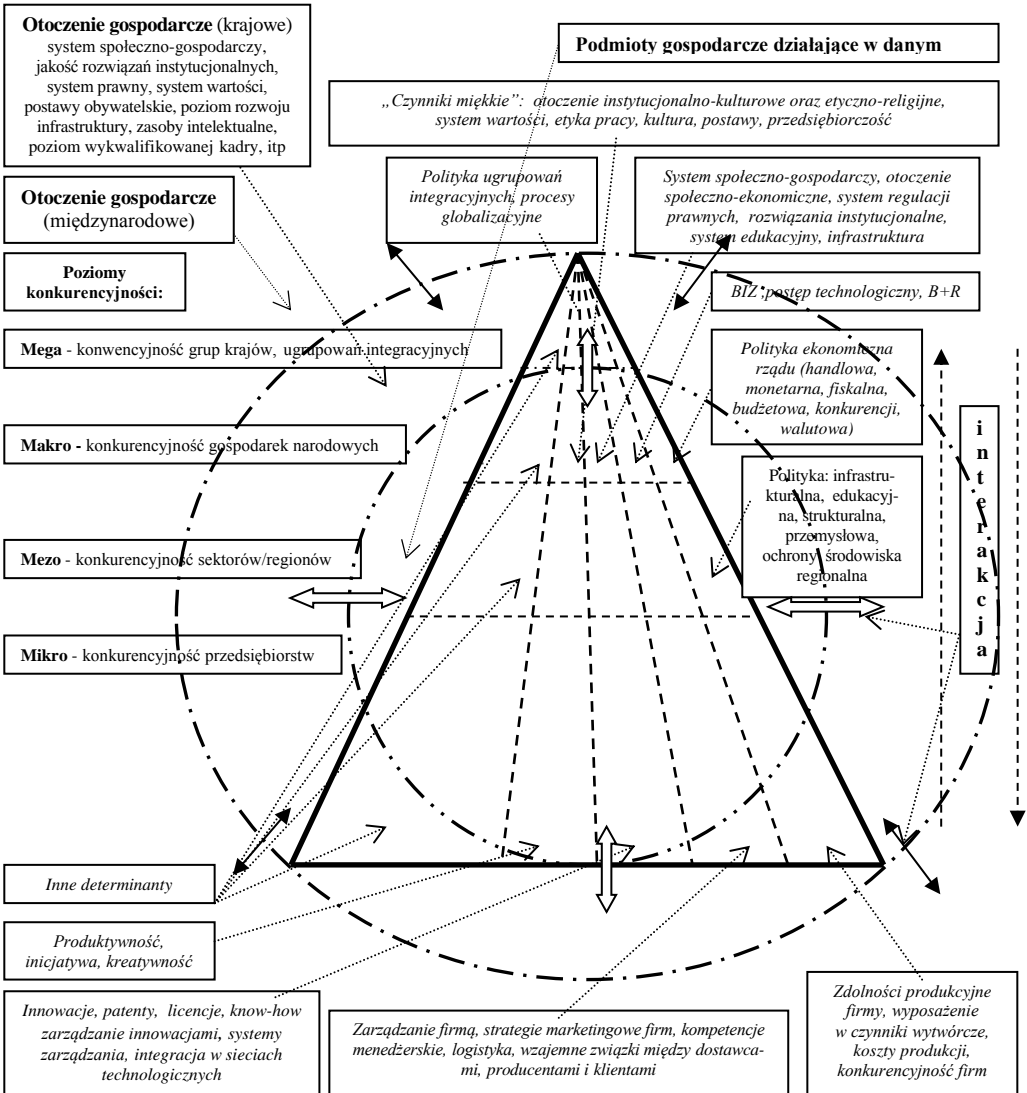 Otoczenie gospodarcze (krajowe)
system społeczno-gospodarczy,
jakość rozwiązań instytucjonalnych,
system prawny, system wartości,
postawy obywatelskie, poziom rozwoju
infrastruktury, zasoby intelektualne,
poziom wykwalifikowanej kadry, itp
Podmioty gospodarcze działające w danym
„Czynniki miękkie": otoczenie instytucjonalno-kulturowe oraz etyczno-religijne,
system wartości, etyka pracy, kultura, postawy, przedsiębiorczość
Otoczenie gospodarcze
(międzynarodowe)
Polityka ugrupowań
integracyjnych, procesy
globalizacyjne
System społeczno-gospodarczy, otoczenie
społeczno-ekonomiczne, system regulacji
prawnych, rozwiązania instytucjonalne,
system edukacyjny, infrastruktura
Poziomy
konkurencyjności:
BIZ ,postęp technologiczny, B+R
Mega - konwencyjność grup krajów, ugrupowań integracyjnych
Polityka ekonomiczna
rządu (handlowa,
monetarna, fiskalna,
budżetowa, konkurencji,
walutowa)
Makro - konkurencyjność gospodarek narodowych
Polityka: infrastru-
kturalna, edukacyj-
na, strukturalna,
przemysłowa,
ochrony środowiska
regionalna
interakcja
Mezo - konkurencyjność sektorów/regionów
Mikro - konkurencyjność przedsiębiorstw
Inne determinanty
Produktywność,
inicjatywa, kreatywność
Innowacje, patenty, licencje, know-how
zarządzanie innowacjami, systemy
zarządzania, integracja w sieciach
technologicznych
Zarządzanie firmą, strategie marketingowe firm, kompetencje
menedżerskie, logistyka, wzajemne związki między dostawca-
mi, producentami i klientami
Zdolności produkcyjne
firmy, wyposażenie
w czynniki wytwórcze,
koszty produkcji,
konkurencyjność firm